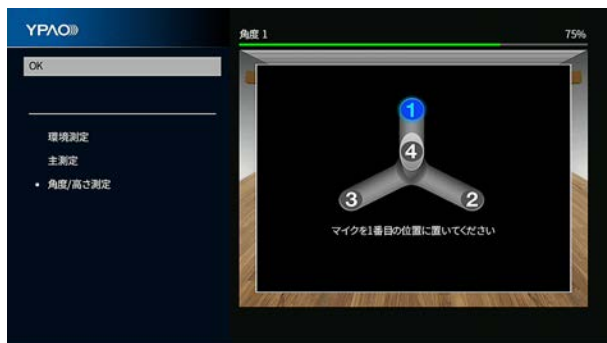 YPAO
角度 1
75%
OK
環境測定
主測定
• 角度/高さ測定
1
4
3
2
マイクを1番目の位置に置いてください